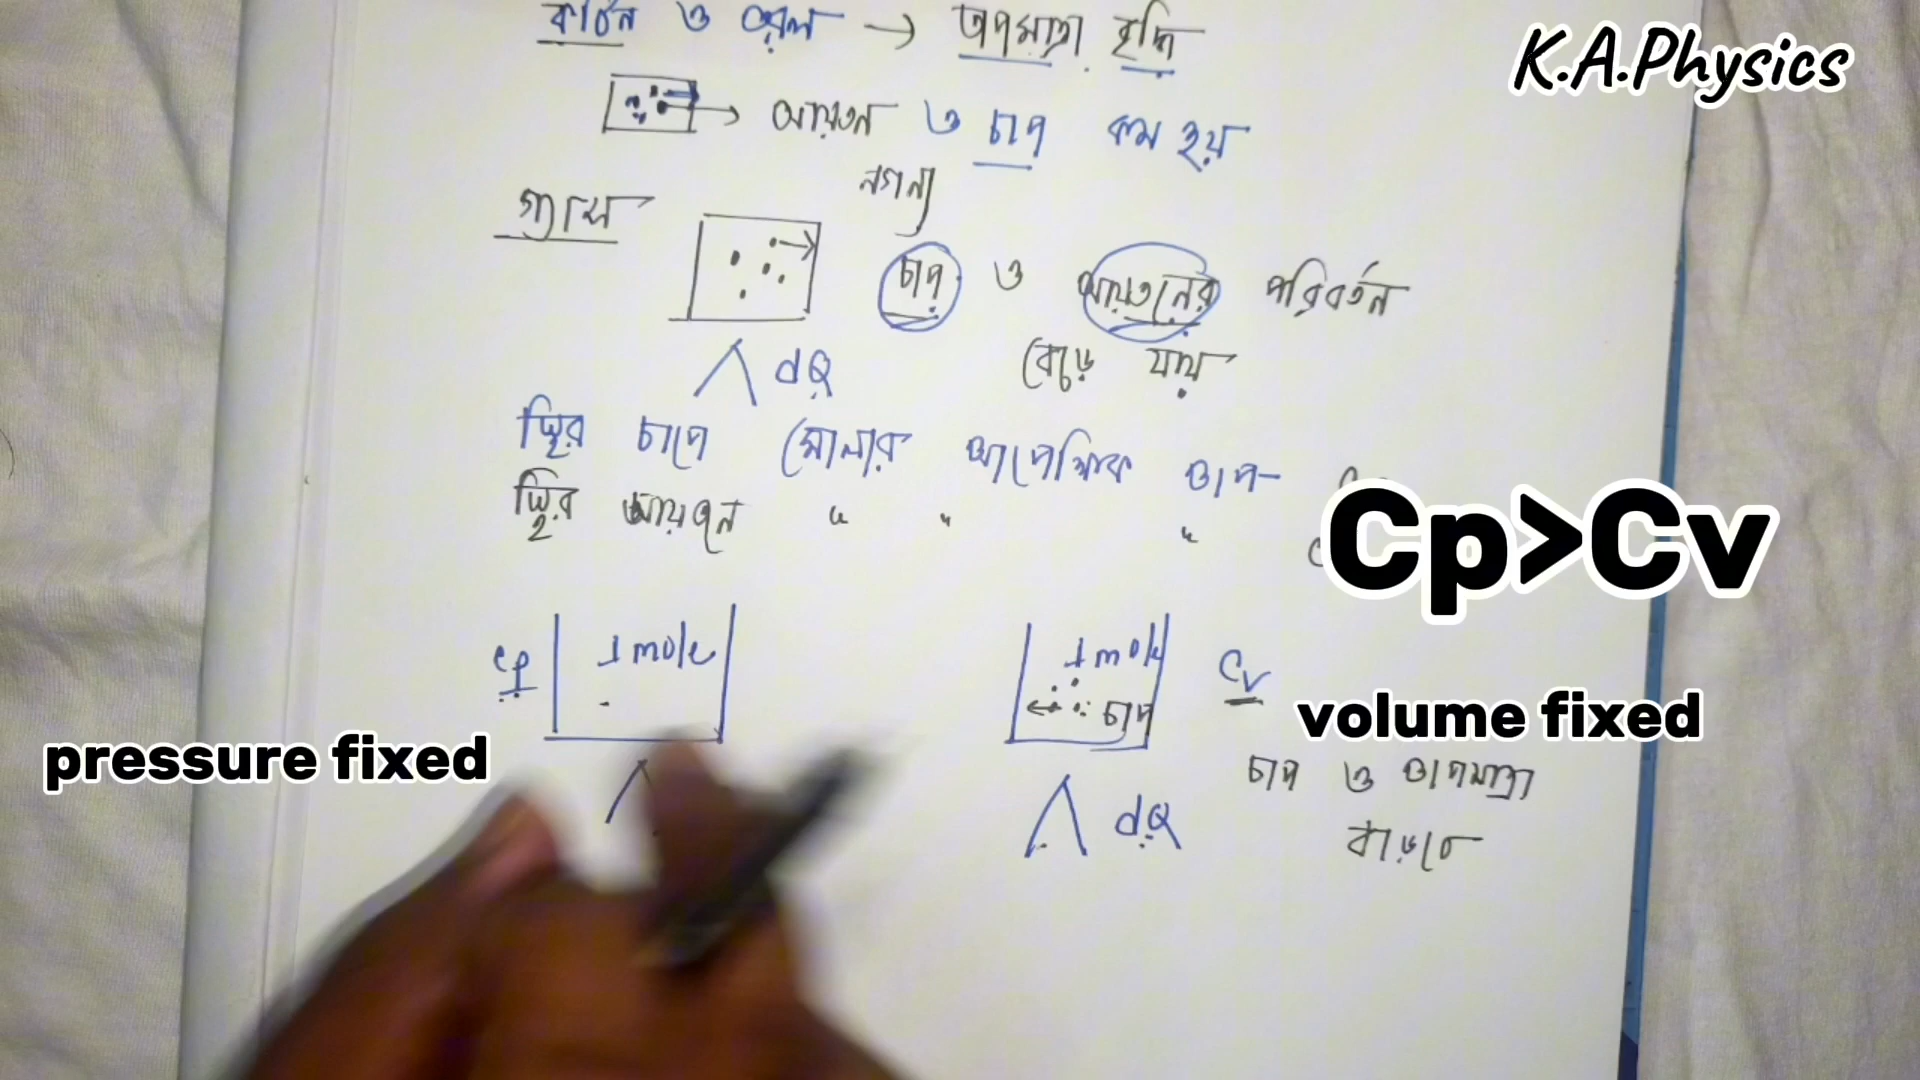 কঠিন ও তরল → তাপমাত্রা বৃদ্ধি
K.A.Physics
আয়তন ও চাপ কম হয়
নগন্য
গ্যাস
চাপ ও আয়তনের পরিবর্তন
dQ বেড়ে যায়
স্থির চাপে মোলার আপেক্ষিক তাপ-
স্থির আয়তনে " " "
Cp>Cv
Cp 1 mole
1 mole Cv
চাপ
pressure fixed
volume fixed
চাপ ও তাপমাত্রা
dQ
বাড়বে